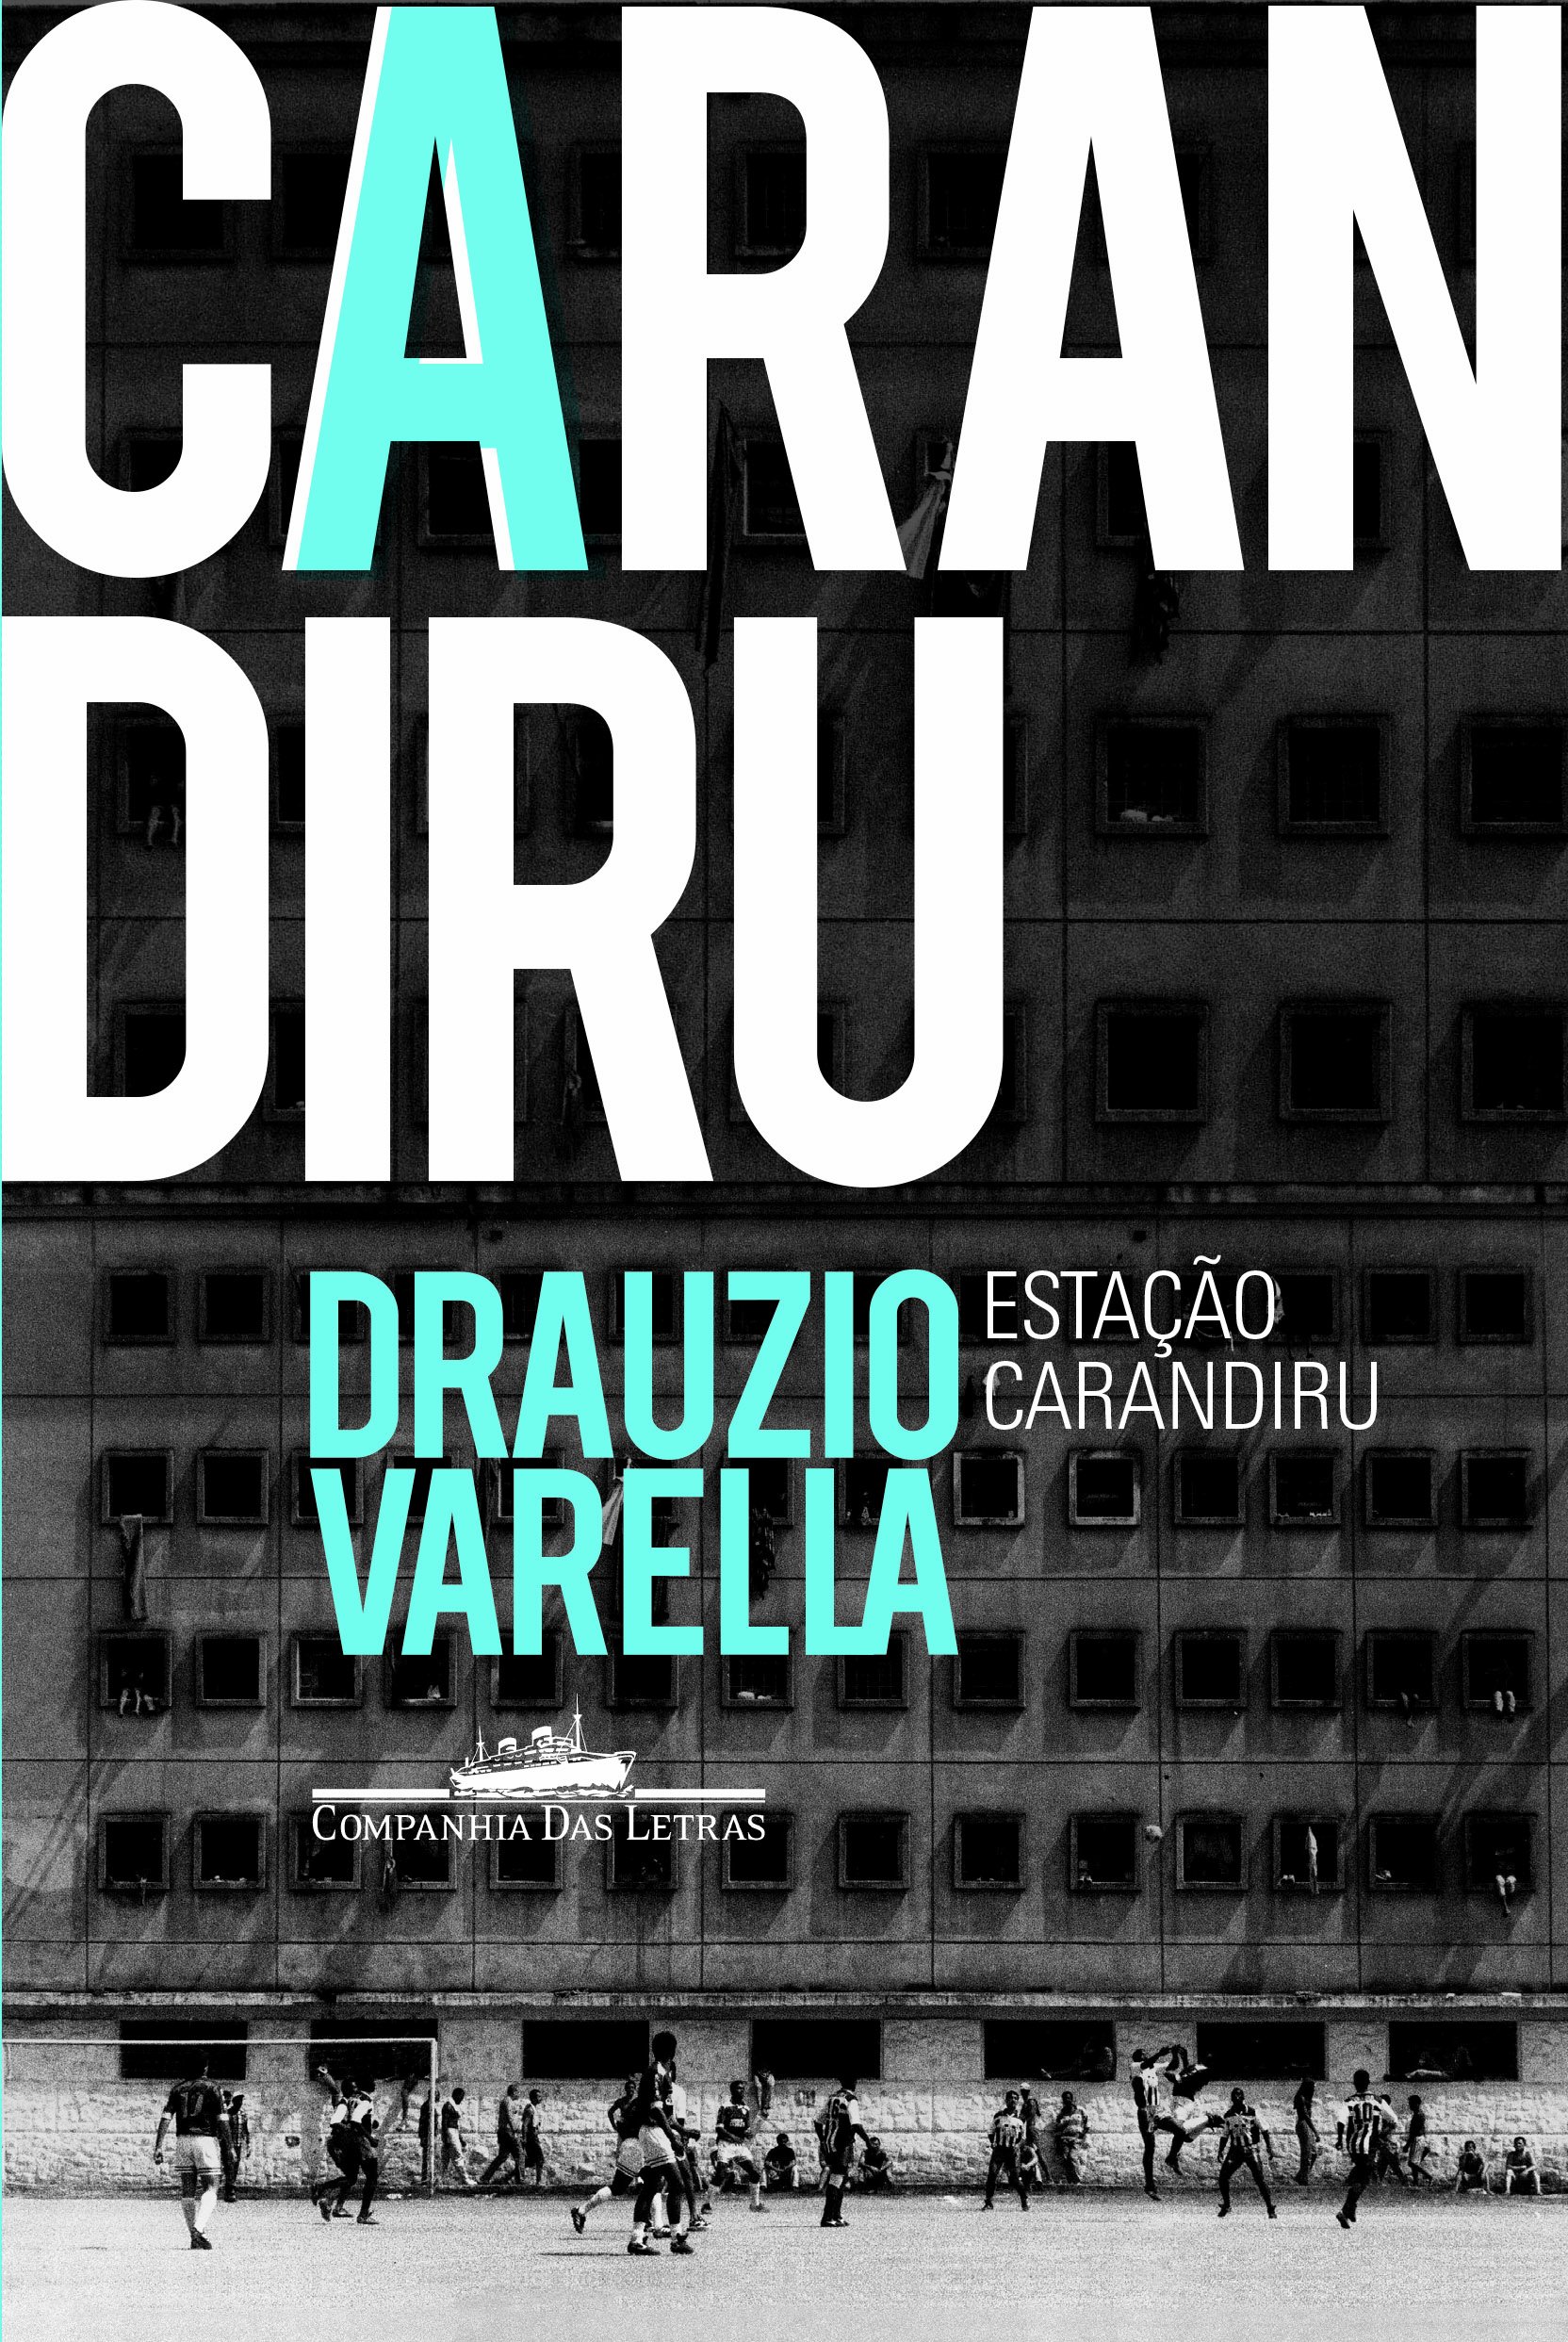 CARAN
DIRU
DRAUZIO
VARELLA
ESTAÇÃO
CARANDIRU
COMPANHIA DAS LETRAS